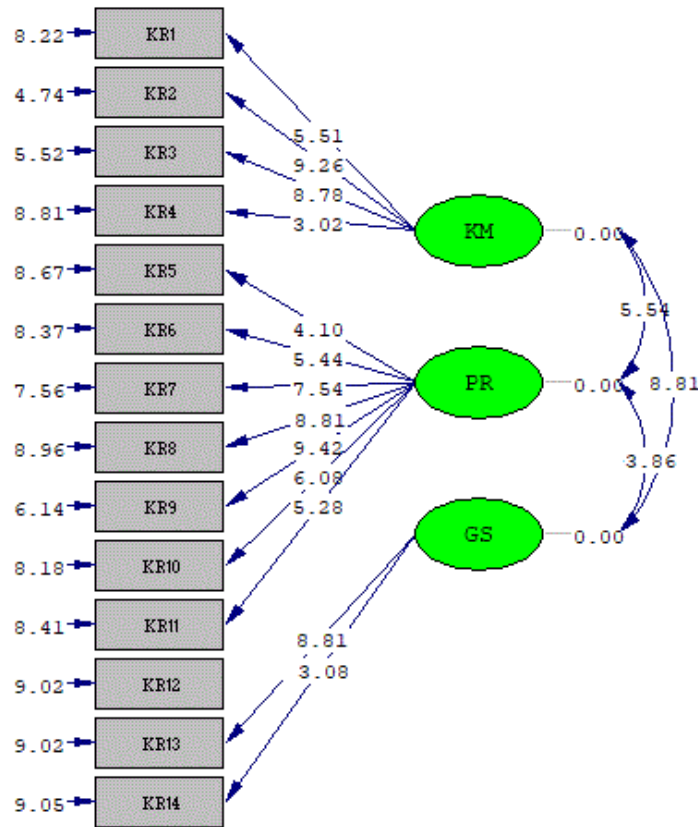 8.22 KR1
4.74 KR2
5.52 KR3
8.81 KR4
8.67 KR5
8.37 KR6
7.56 KR7
8.96 KR8
6.14 KR9
8.18 KR10
8.41 KR11
9.02 KR12
9.02 KR13
9.05 KR14
5.51
9.26
8.78
3.02
4.10
5.44
7.54
8.81
9.42
6.08
5.28
8.81
3.08
KM 0.00
PR 0.00
GS 0.00
5.54
8.81
3.86